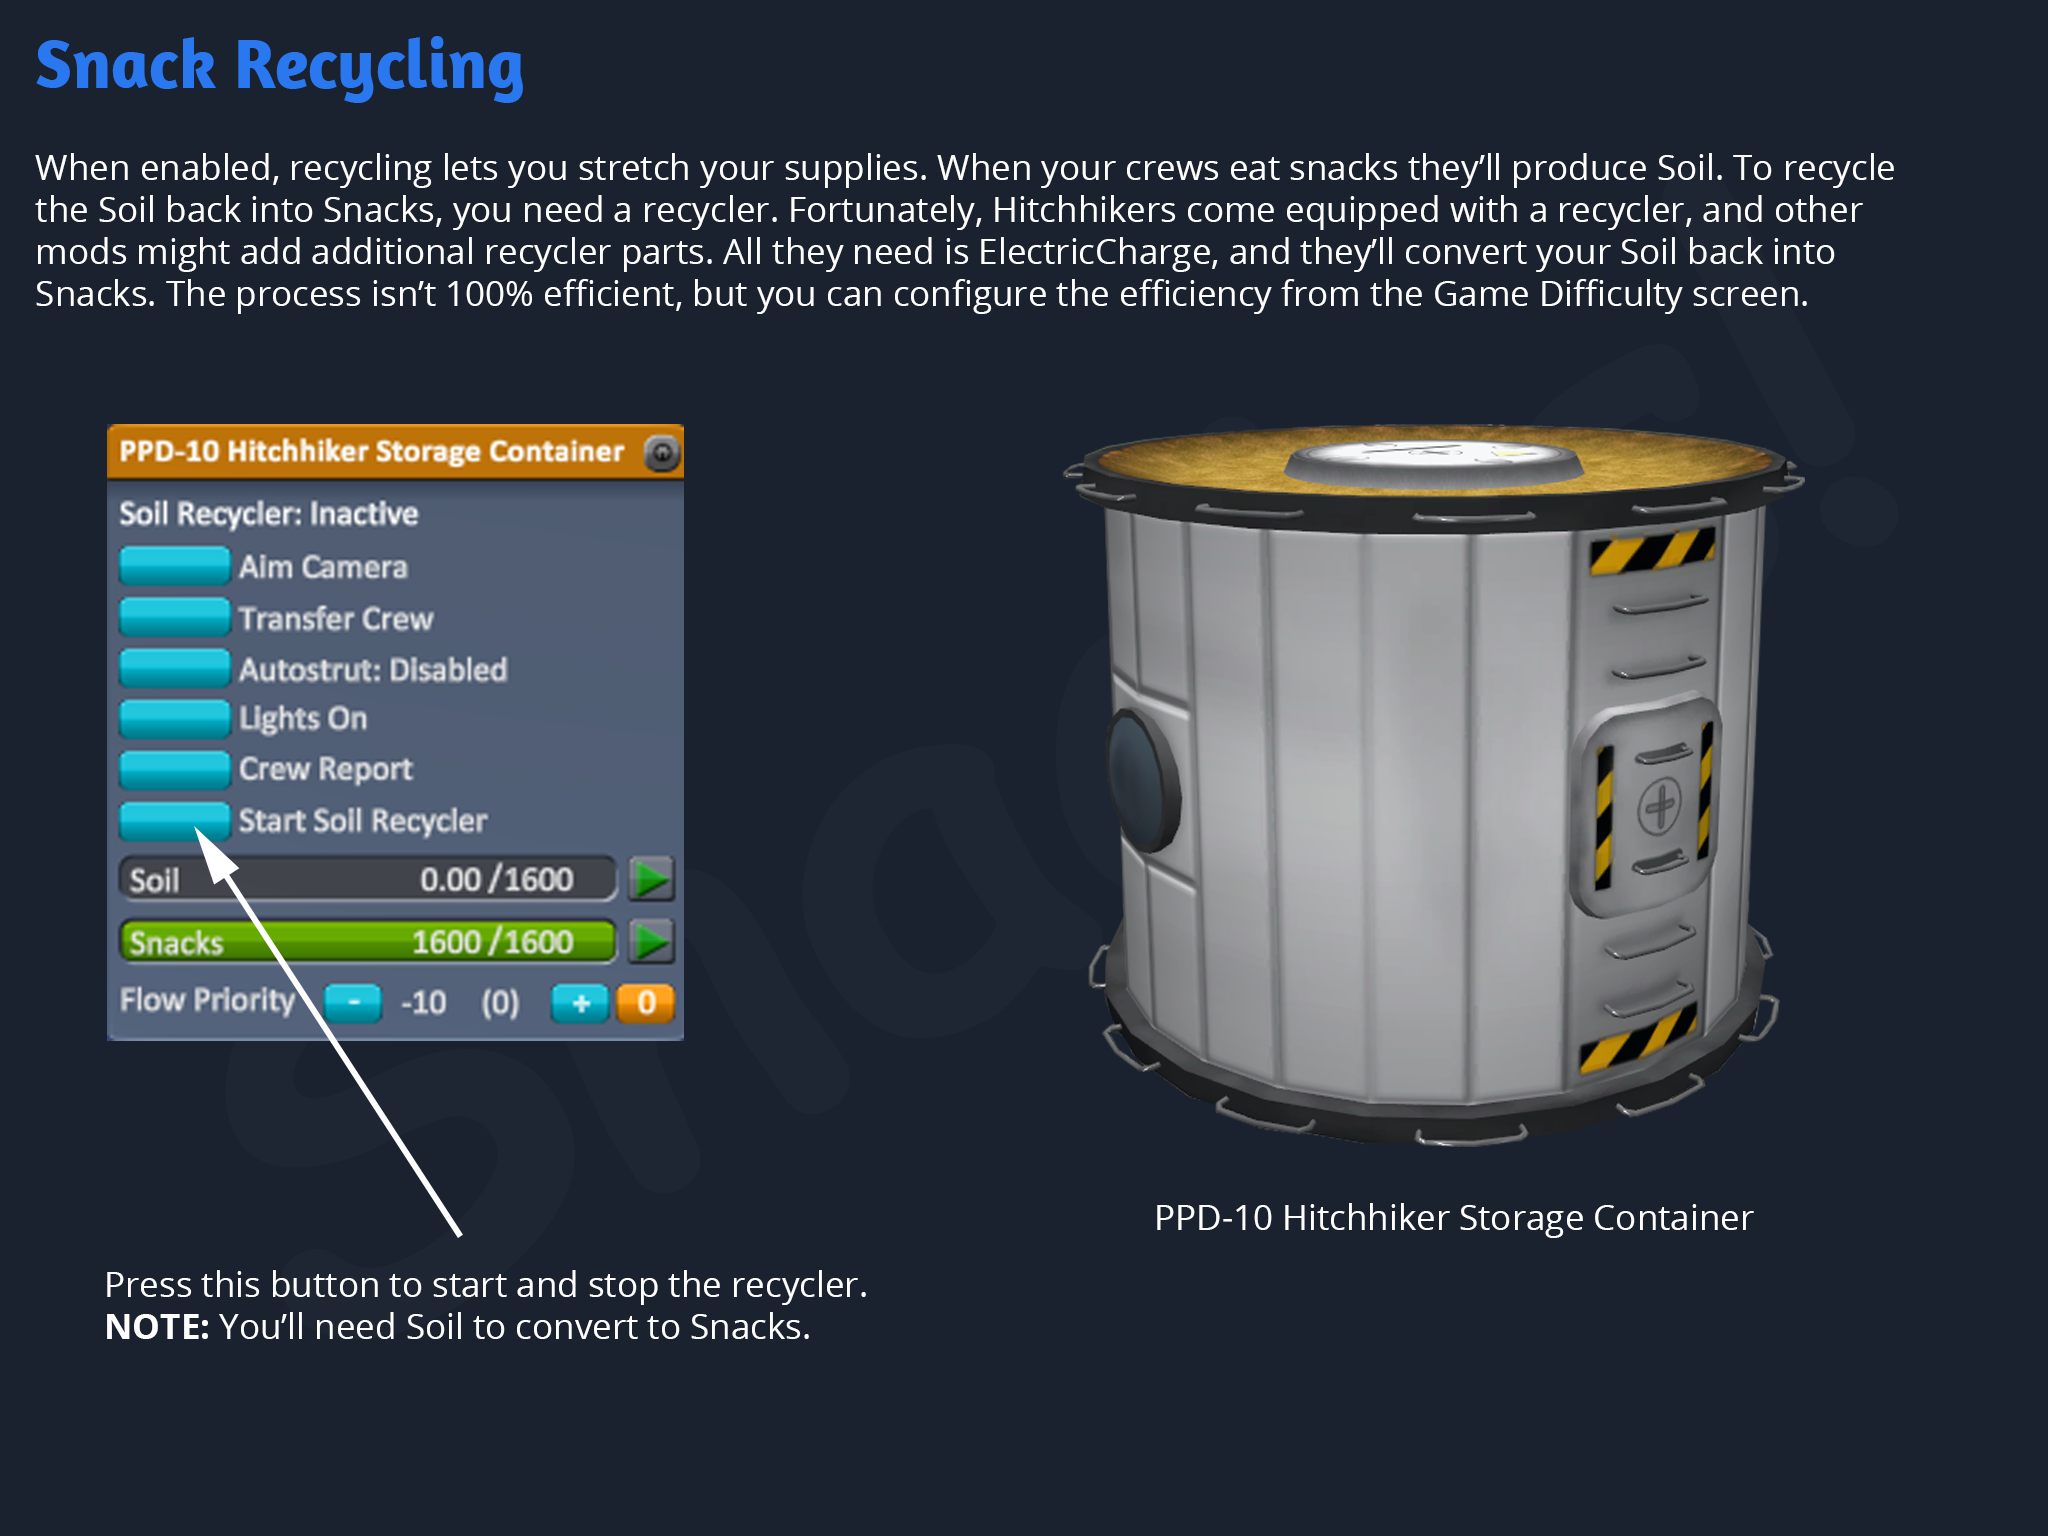 Snack Recycling
When enabled, recycling lets you stretch your supplies. When your crews eat snacks they’ll produce Soil. To recycle
the Soil back into Snacks, you need a recycler. Fortunately, Hitchhikers come equipped with a recycler, and other
mods might add additional recycler parts. All they need is ElectricCharge, and they’ll convert your Soil back into
Snacks. The process isn’t 100% efficient, but you can configure the efficiency from the Game Difficulty screen.
PPD-10 Hitchhiker Storage Container
Soil Recycler: Inactive
Aim Camera
Transfer Crew
Autostrut: Disabled
Lights On
Crew Report
Start Soil Recycler
Soil 0.00 /1600
Snacks 1600 /1600
Flow Priority - -10 (0) + 0
PPD-10 Hitchhiker Storage Container
Press this button to start and stop the recycler.
NOTE: You’ll need Soil to convert to Snacks.
Snacks!